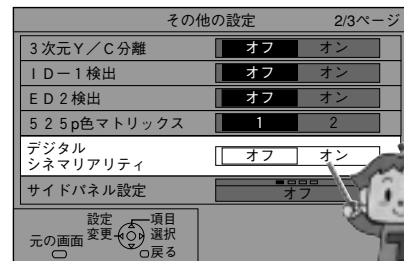 その他の設定 2/3ページ
3次元Y／C分離 オフ オン
ＩＤー1検出 オフ オン
ＥＤ2検出 オフ オン
５２５p色マトリックス 1 2
デジタル
シネマリアリティ オフ オン
サイドパネル設定 オフ
設定 項目
元の画面 変更 選択
戻る